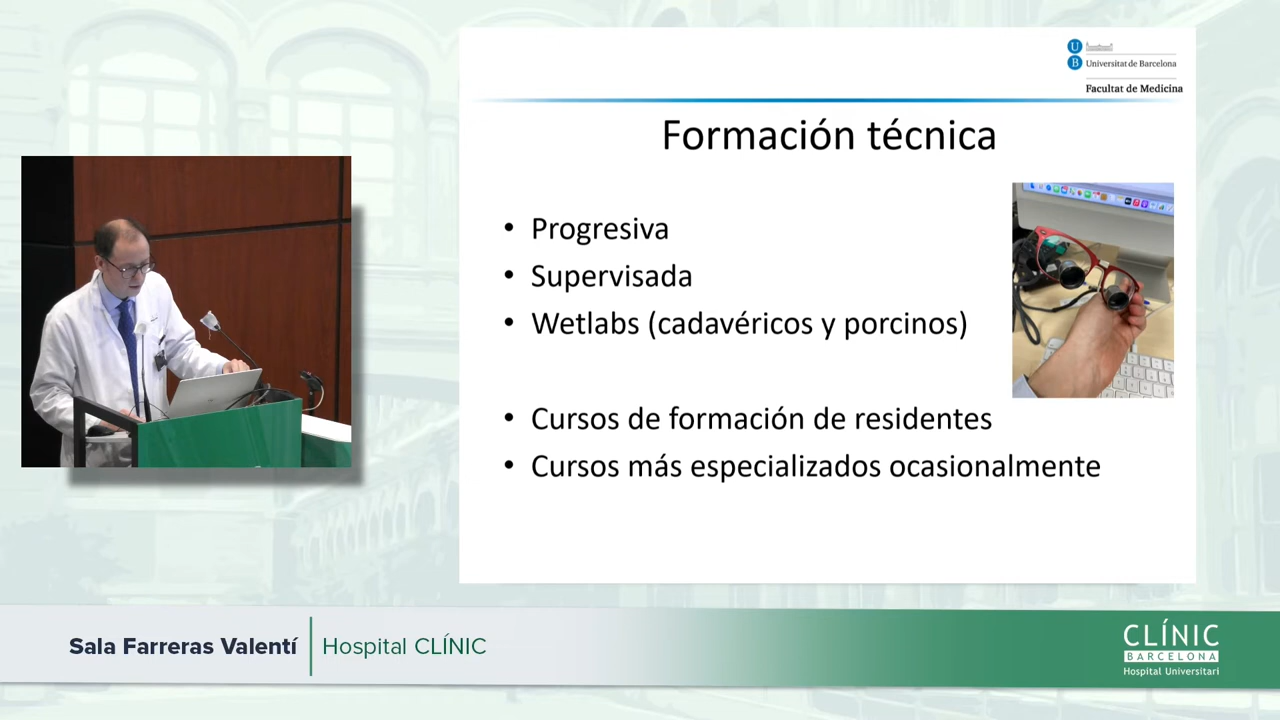 UB
Universitat de Barcelona
Facultat de Medicina
Formación técnica
• Progresiva
• Supervisada
• Wetlabs (cadavéricos y porcinos)
• Cursos de formación de residentes
• Cursos más especializados ocasionalmente
Sala Farreras Valentí
Hospital CLÍNIC
CLÍNIC
BARCELONA
Hospital Universitari